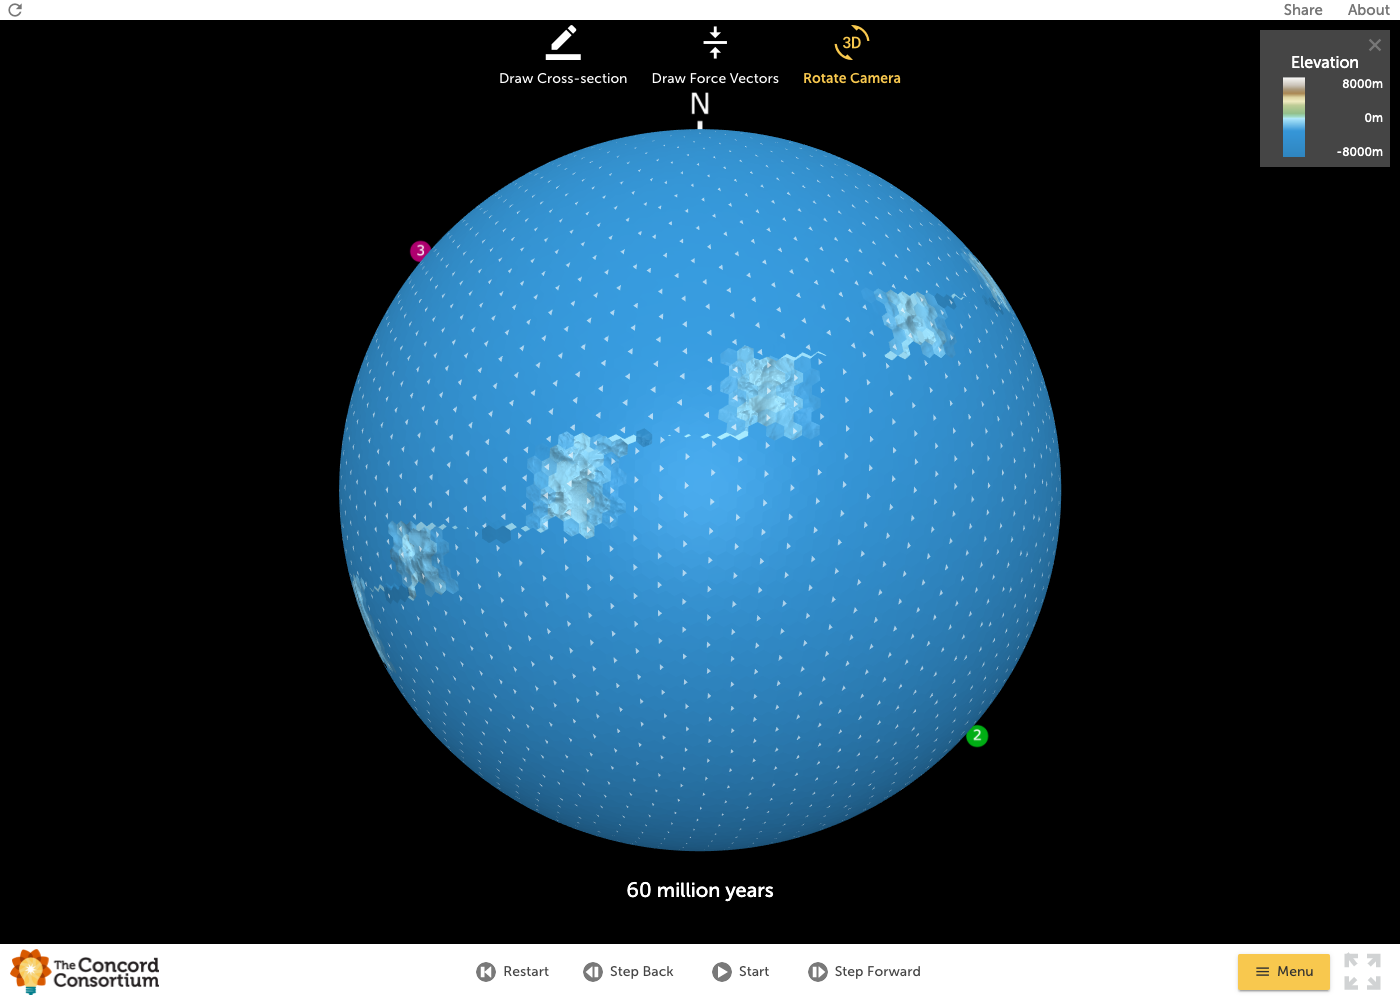 Share About
Draw Cross-section Draw Force Vectors 3D Rotate Camera
Elevation
8000m
0m
-8000m
N
3
2
60 million years
The Concord
Consortium
Restart Step Back Start Step Forward
Menu